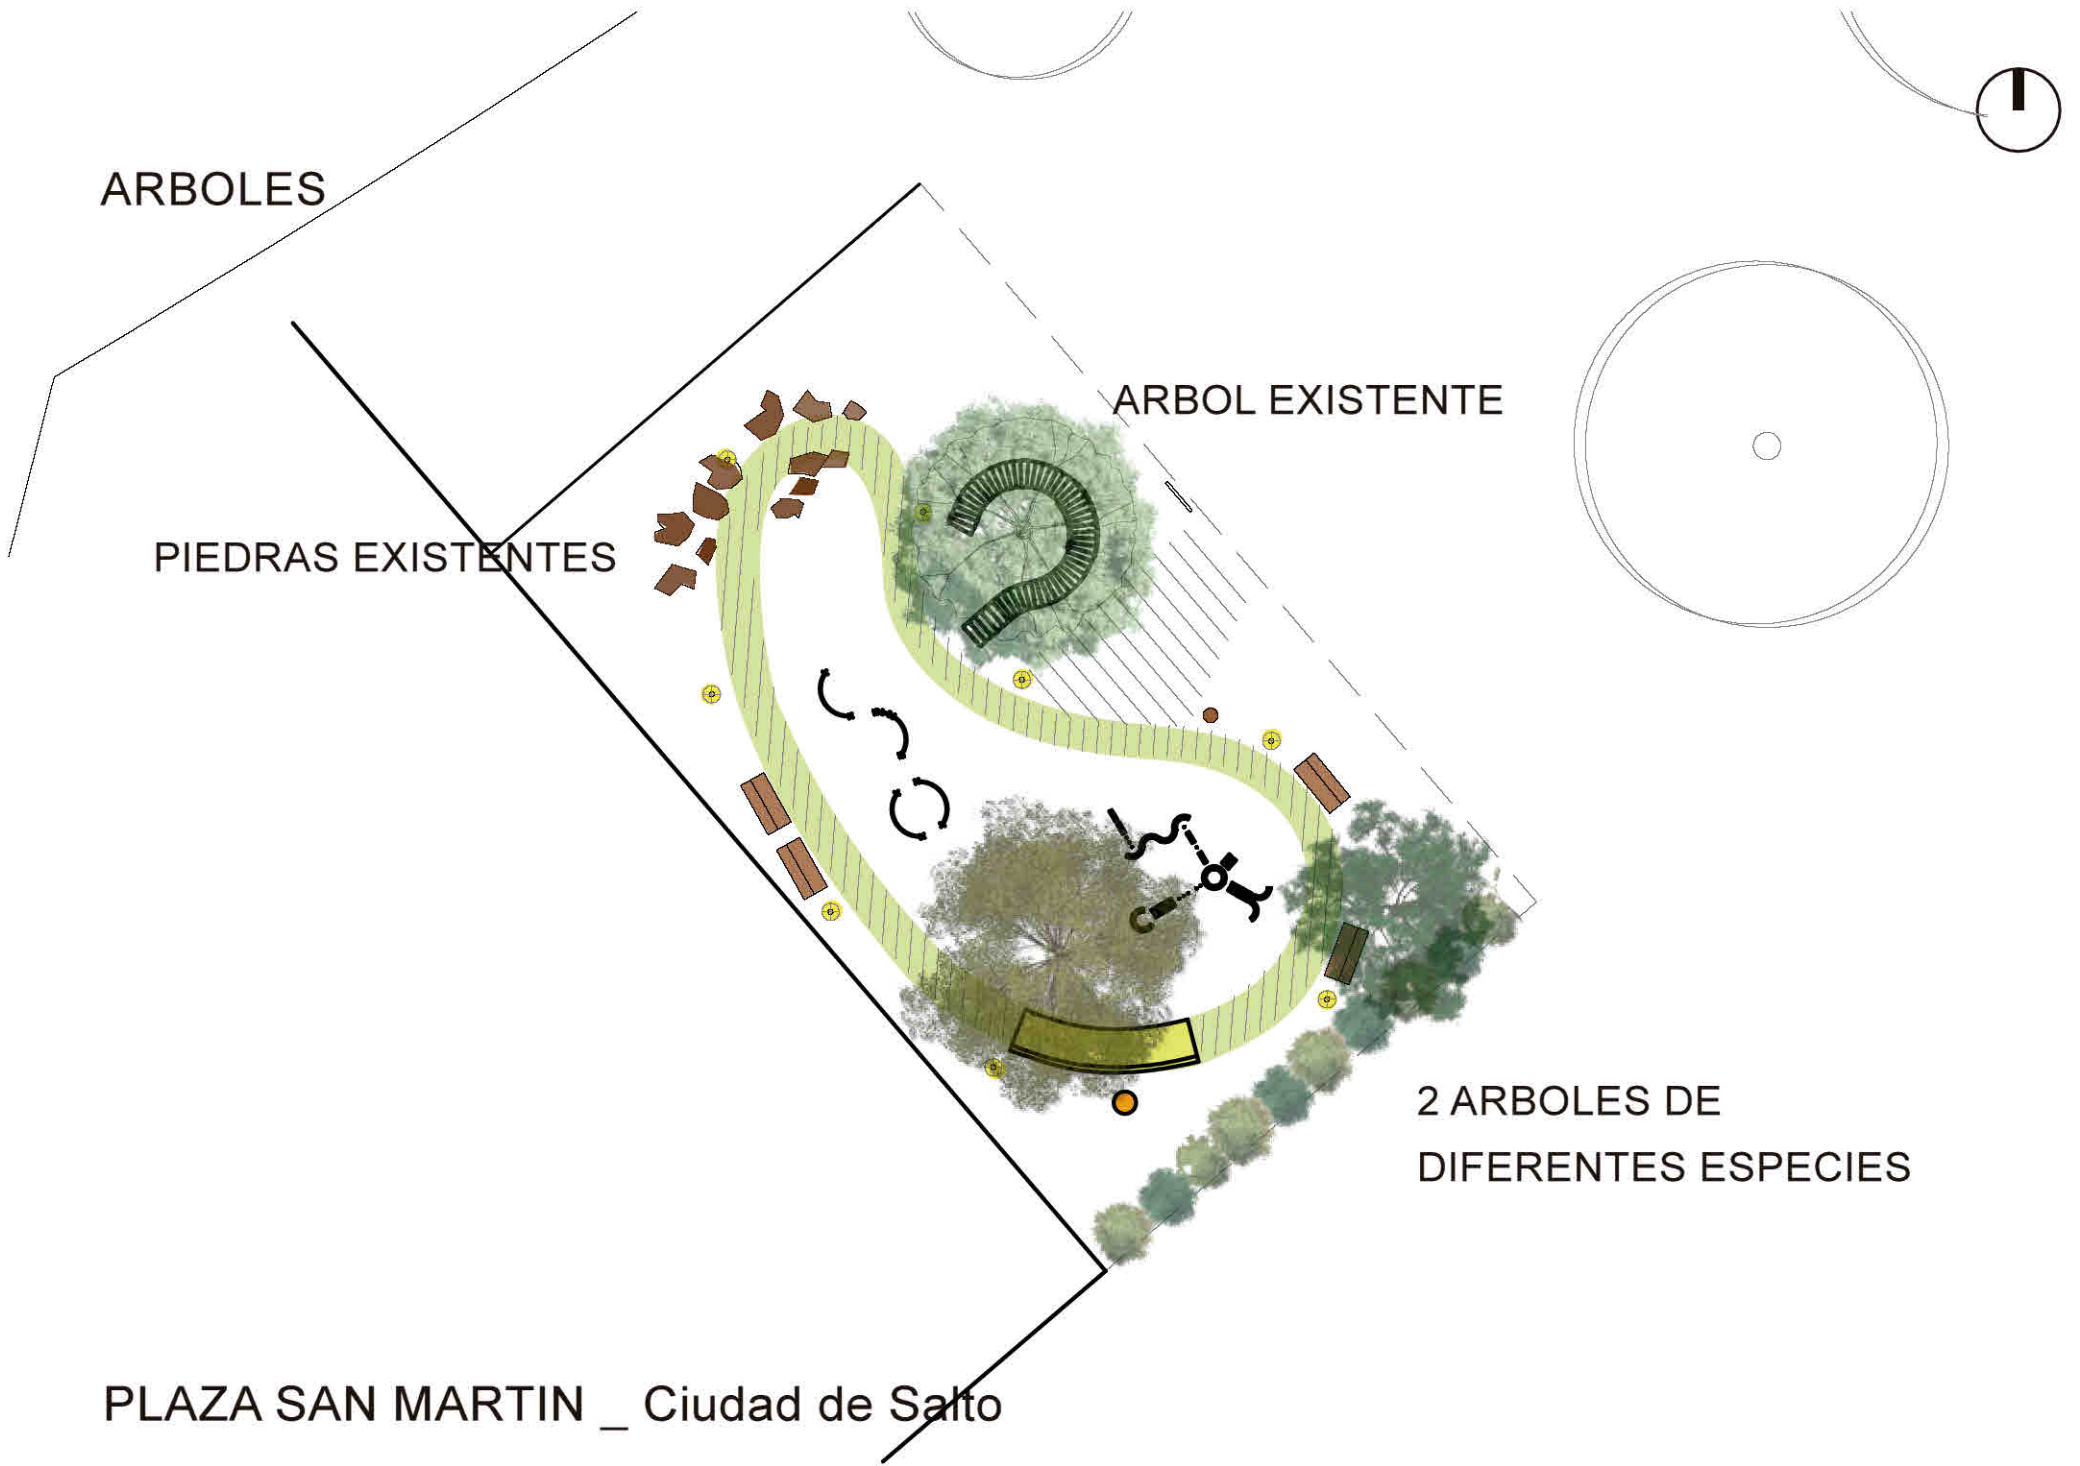 ARBOLES
ARBOL EXISTENTE
PIEDRAS EXISTENTES
2 ARBOLES DE
DIFERENTES ESPECIES
PLAZA SAN MARTIN _ Ciudad de Salto